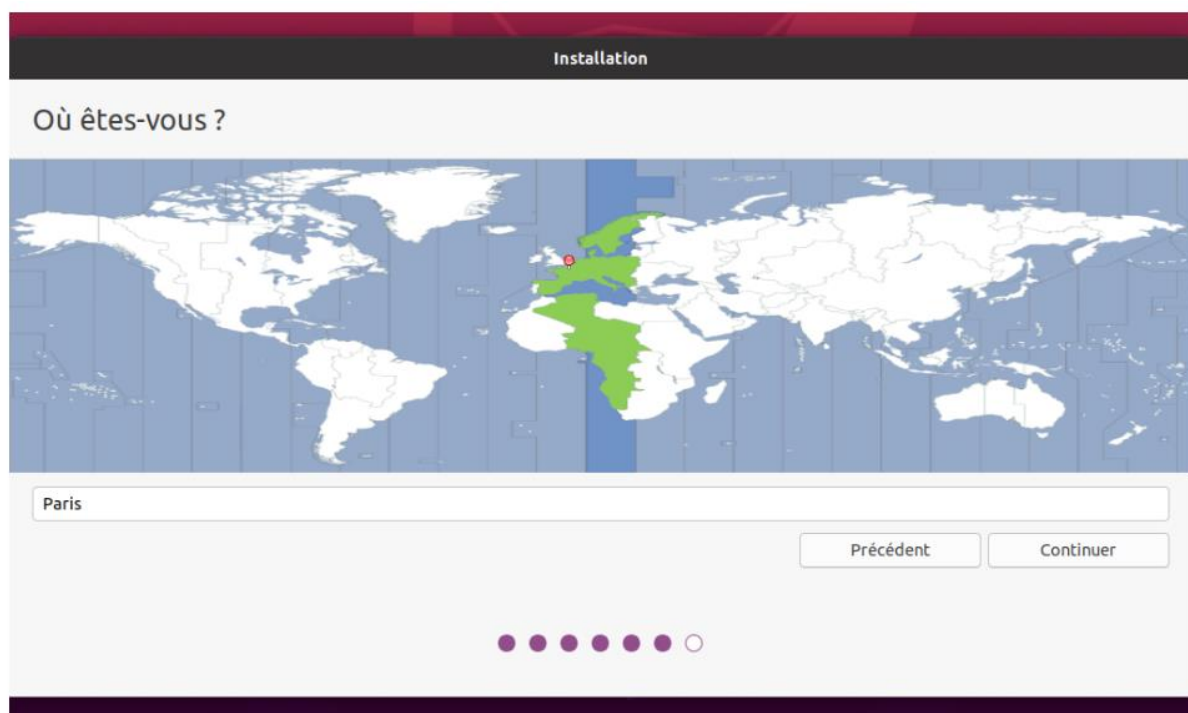 Installation
Où êtes-vous ?
Paris
Précédent
Continuer